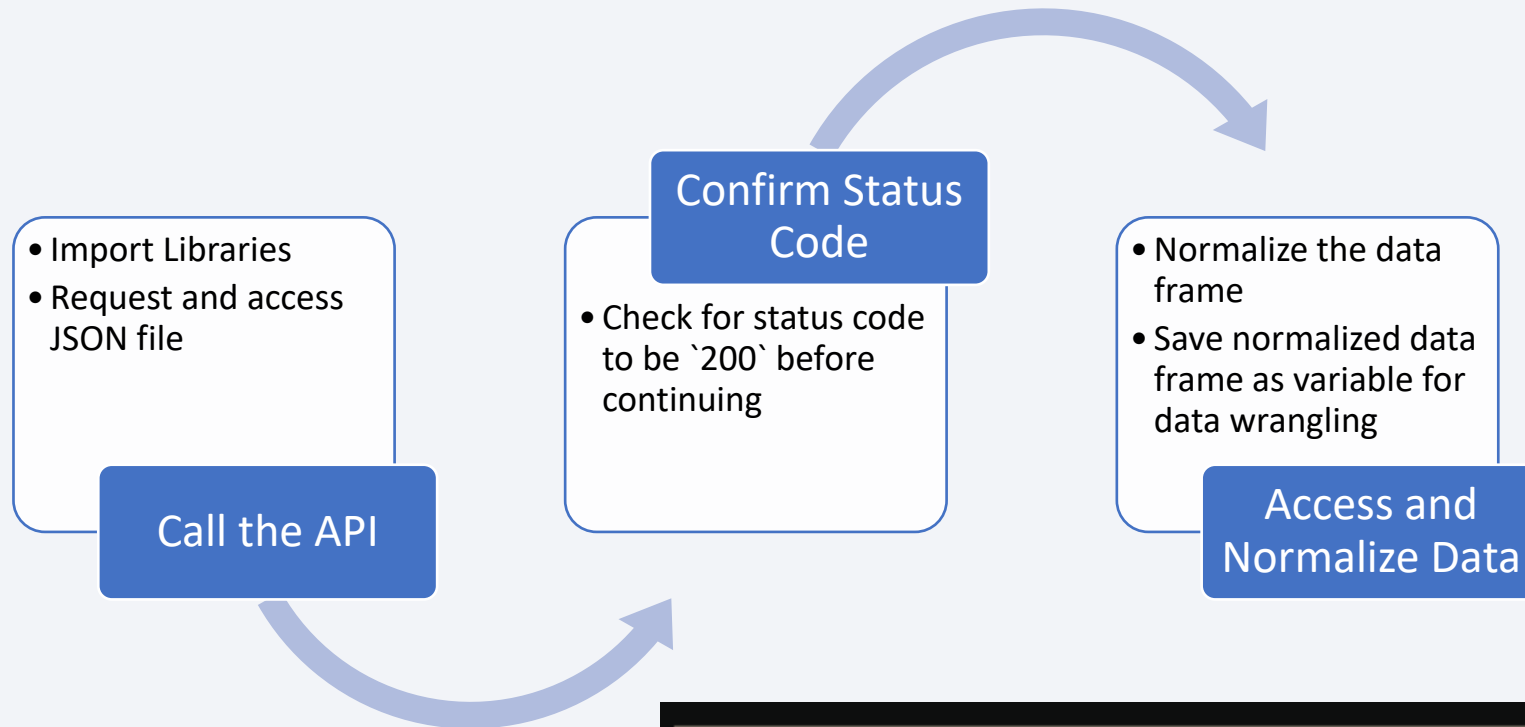 • Import Libraries
• Request and access
JSON file
Call the API
Confirm Status
Code
• Check for status code
to be `200` before
continuing
• Normalize the data
frame
• Save normalized data
frame as variable for
data wrangling
Access and
Normalize Data